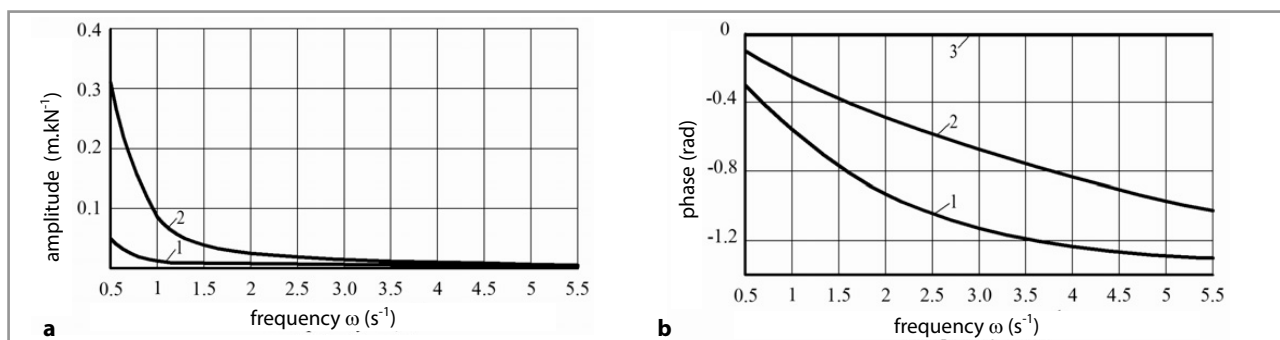 0.4
0.3
0.2
0.1
amplitude (m.kN⁻¹)
2
1
0.5 1 1.5 2 2.5 3.0 3.5 4 4.5 5 5.5
a
frequency ω (s⁻¹)
0
-0.4
-0.8
-1.2
phase (rad)
3
2
1
0.5 1 1.5 2 2.5 3.0 3.5 4 4.5 5 5.5
b
frequency ω (s⁻¹)